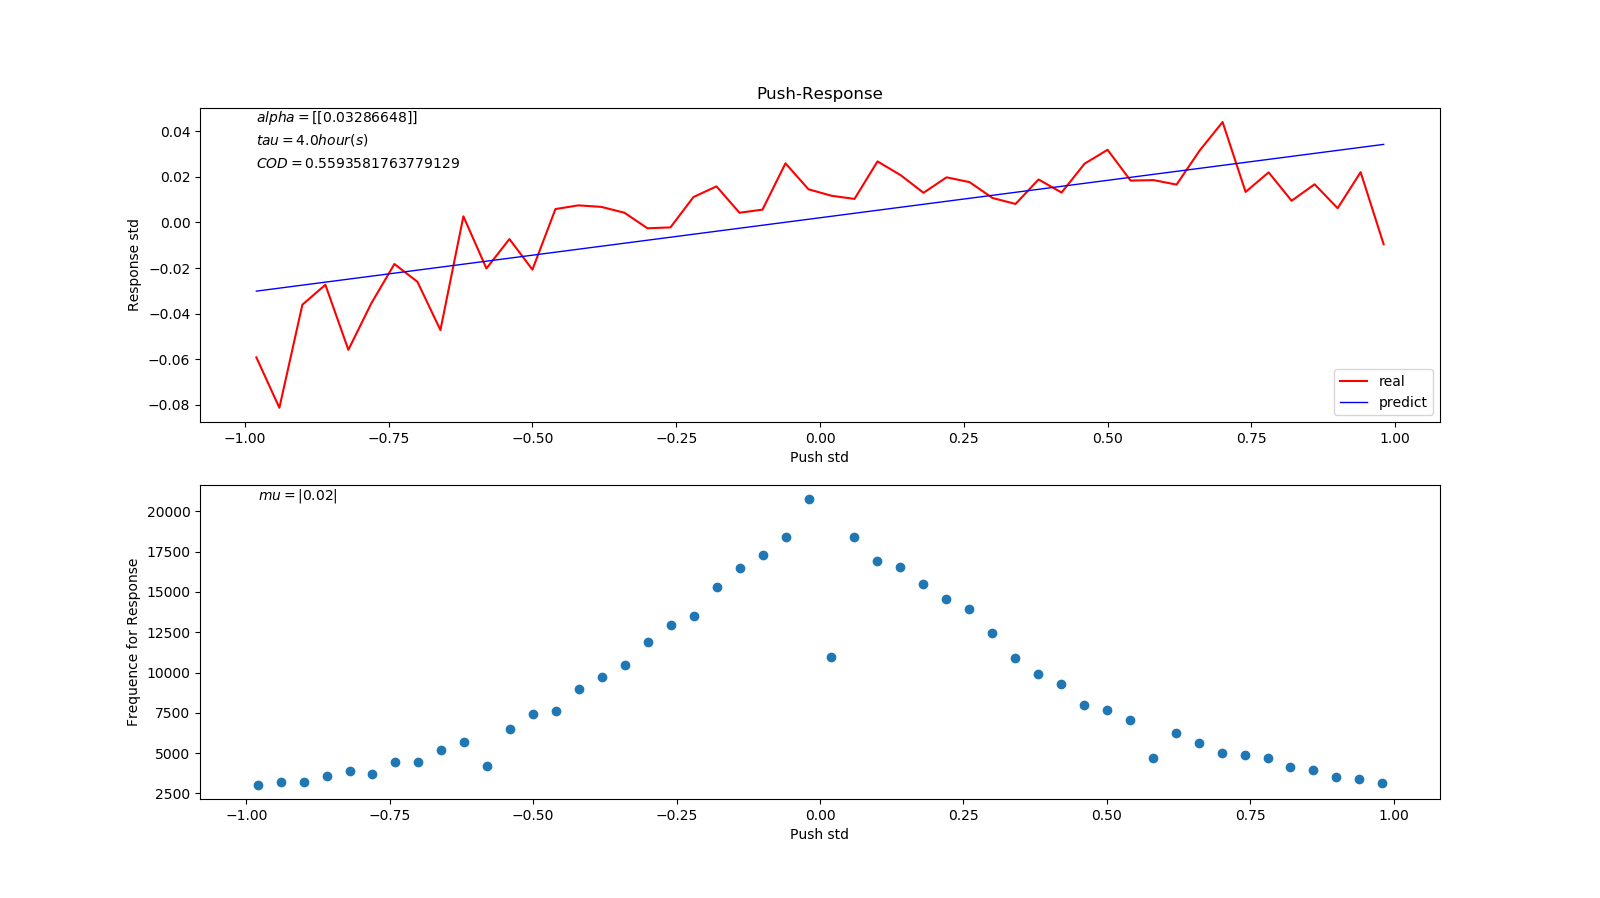 Push-Response
alpha = [[0.03286648]]
tau = 4.0hour(s)
COD = 0.5593581763779129
0.04
0.02
0.00
−0.02
−0.04
−0.06
−0.08
Response std
real
predict
−1.00 −0.75 −0.50 −0.25 0.00 0.25 0.50 0.75 1.00
Push std
mu = |0.02|
20000
17500
15000
12500
10000
7500
5000
2500
Frequence for Response
−1.00 −0.75 −0.50 −0.25 0.00 0.25 0.50 0.75 1.00
Push std